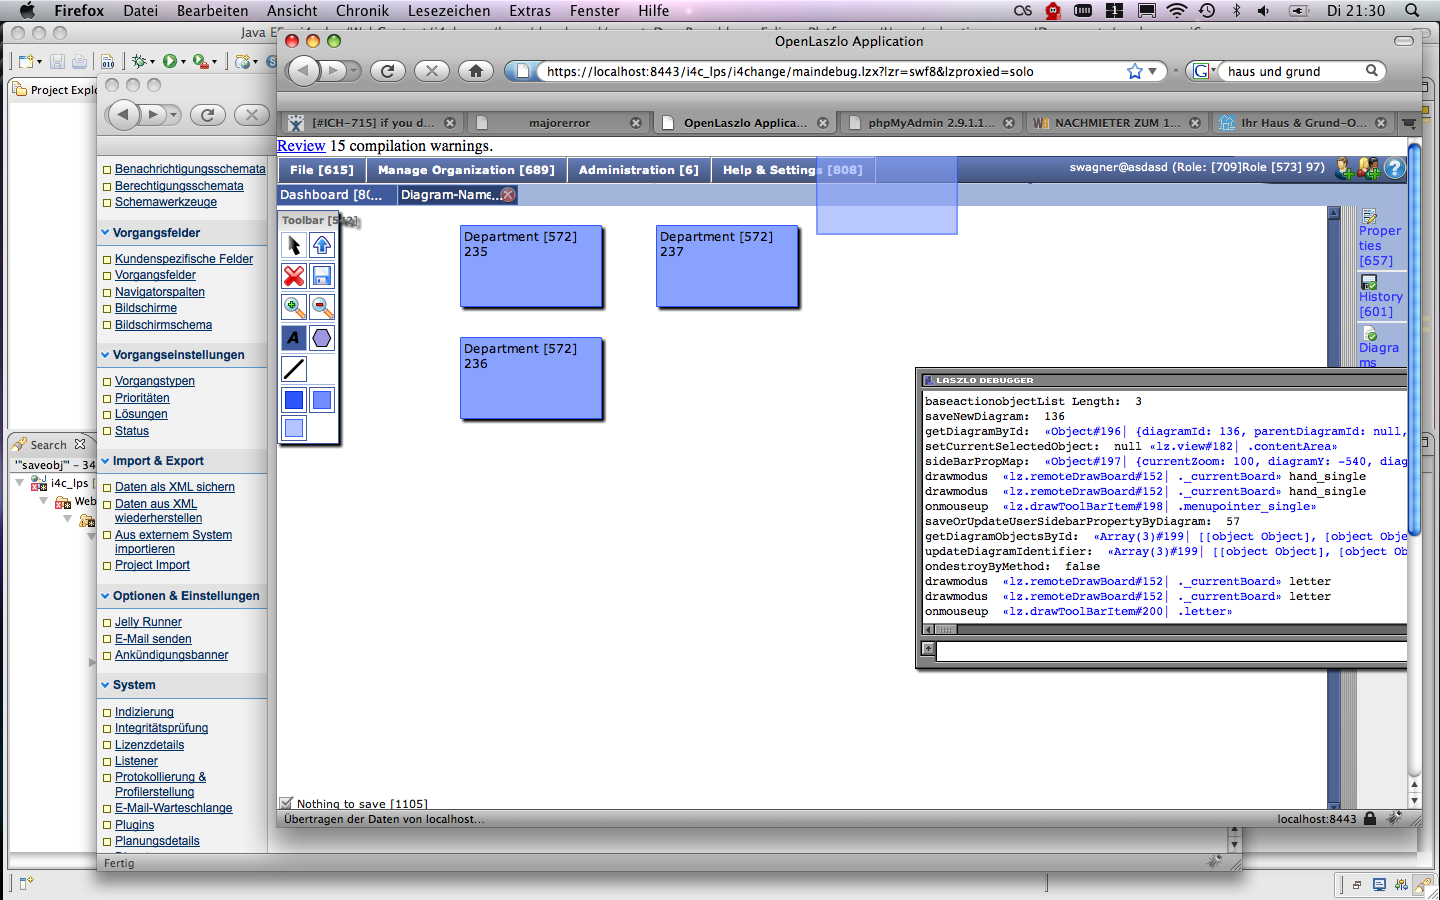 Firefox Datei Bearbeiten Ansicht Chronik Lesezeichen Extras Fenster Hilfe
Di 21:30
OpenLaszlo Application
https://localhost:8443/i4c_lps/i4change/maindebug.lzx?lzr=swf8&lzproxied=solo
haus und grund
[#ICH-715] if you d...
majorerror
OpenLaszlo Applica...
phpMyAdmin 2.9.1.1...
NACHMIETER ZUM 1...
Ihr Haus & Grund-O...
Review 15 compilation warnings.
File [615]
Manage Organization [689]
Administration [6]
Help & Settings [808]
swagner@asdasd (Role: [709]Role [573] 97)
Dashboard [80...
Diagram-Name...
Toolbar [542]
Department [572]
235
Department [572]
237
Department [572]
236
Proper
ties
[657]
History
[601]
Diagra
ms
LASZLO DEBUGGER
baseactionobjectList Length: 3
saveNewDiagram: 136
getDiagramById: «Object#196| {diagramId: 136, parentDiagramId: null,
setCurrentSelectedObject: null «lz.view#182| .contentArea»
sideBarPropMap: «Object#197| {currentZoom: 100, diagramY: -540, diag
drawmodus «lz.remoteDrawBoard#152| ._currentBoard» hand_single
drawmodus «lz.remoteDrawBoard#152| ._currentBoard» hand_single
onmouseup «lz.drawToolBarItem#198| .menupointer_single»
saveOrUpdateUserSidebarPropertyByDiagram: 57
getDiagramObjectsById: «Array(3)#199| [[object Object], [object Ob
updateDiagramIdentifier: «Array(3)#199| [[object Object], [object Ob
ondestroyByMethod: false
drawmodus «lz.remoteDrawBoard#152| ._currentBoard» letter
drawmodus «lz.remoteDrawBoard#152| ._currentBoard» letter
onmouseup «lz.drawToolBarItem#200| .letter»
Nothing to save [1105]
Übertragen der Daten von localhost...
localhost:8443
Project Explo
Search
"saveobj" – 34
i4c_lps [
Web
Benachrichtigungsschemata
Berechtigungsschemata
Schemawerkzeuge
Vorgangsfelder
Kundenspezifische Felder
Vorgangsfelder
Navigatorspalten
Bildschirme
Bildschirmschema
Vorgangseinstellungen
Vorgangstypen
Prioritäten
Lösungen
Status
Import & Export
Daten als XML sichern
Daten aus XML
wiederherstellen
Aus externem System
importieren
Project Import
Optionen & Einstellungen
Jelly Runner
E-Mail senden
Ankündigungsbanner
System
Indizierung
Integritätsprüfung
Lizenzdetails
Listener
Protokollierung &
Profilerstellung
E-Mail-Warteschlange
Plugins
Planungsdetails
Fertig